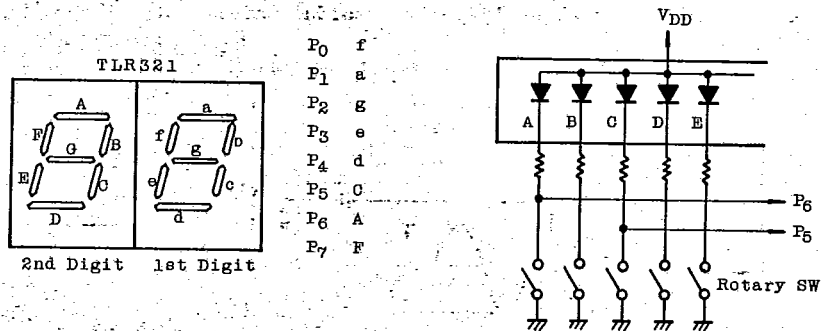 TLR321
A
F
B
G
E
C
D
2nd Digit
a
f
D
g
e
c
d
1st Digit
P0 f
P1 a
P2 g
P3 e
P4 d
P5 C
P6 A
P7 F
VDD
A B C D E
P6
P5
Rotary SW